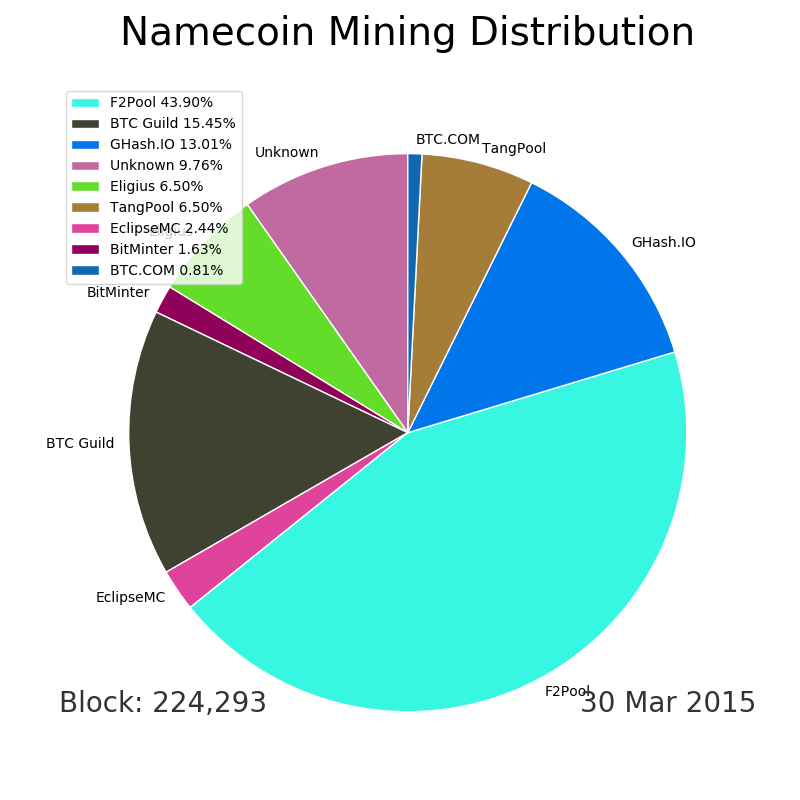 Namecoin Mining Distribution
F2Pool 43.90%
BTC Guild 15.45%
GHash.IO 13.01%
Unknown 9.76%
Eligius 6.50%
TangPool 6.50%
EclipseMC 2.44%
BitMinter 1.63%
BTC.COM 0.81%
Unknown
BTC.COM
TangPool
GHash.IO
Eligius
BitMinter
BTC Guild
EclipseMC
F2Pool
Block: 224,293
30 Mar 2015